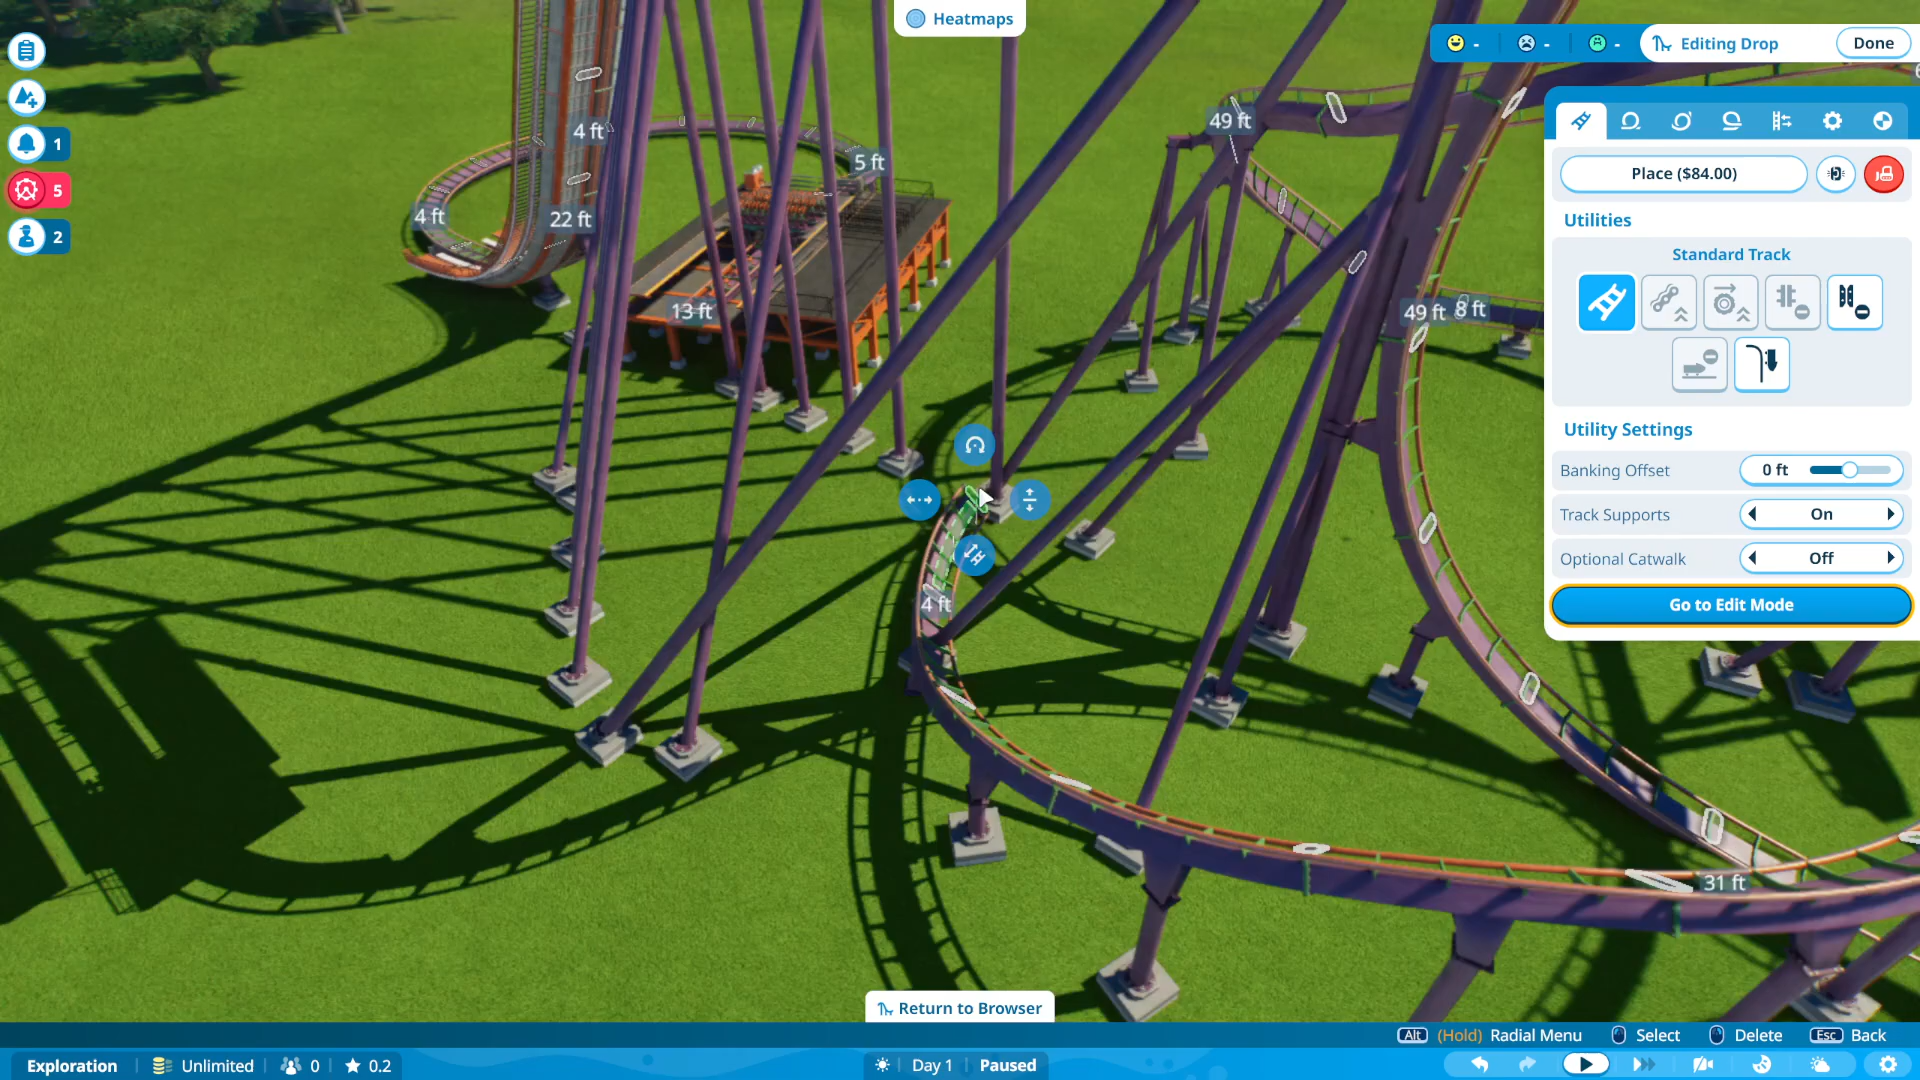 Heatmaps
-
-
-
Editing Drop
Done
1
5
2
4 ft
5 ft
4 ft
22 ft
13 ft
49 ft
49 ft
8 ft
4 ft
31 ft
Place ($84.00)
Utilities
Standard Track
Utility Settings
Banking Offset
0 ft
Track Supports
On
Optional Catwalk
Off
Go to Edit Mode
Return to Browser
Alt (Hold) Radial Menu
Select
Delete
Esc Back
Exploration
Unlimited
0
0.2
Day 1
Paused